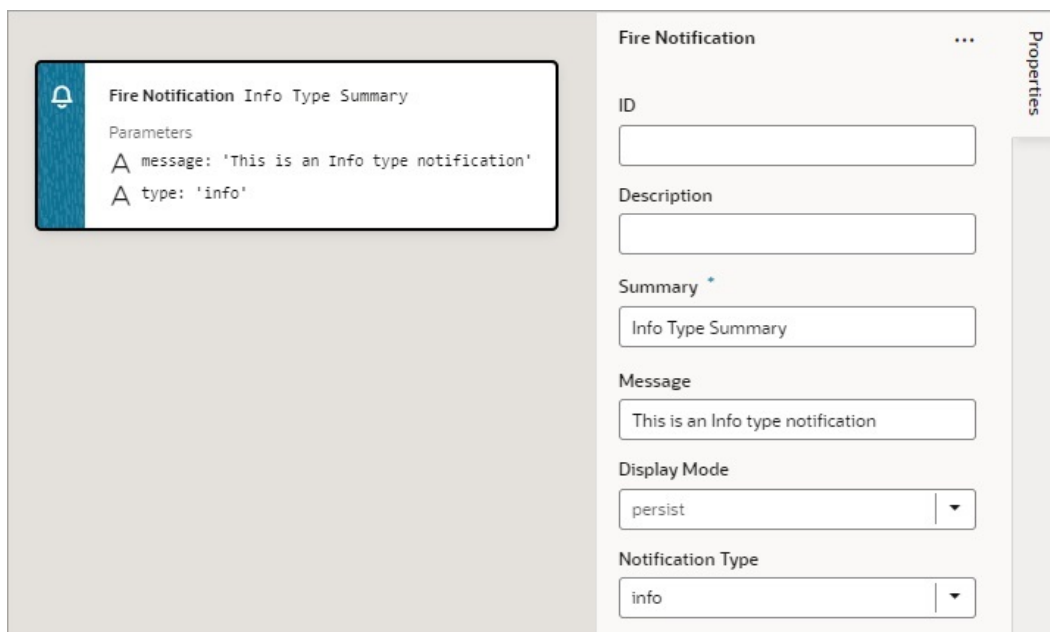 Fire Notification Info Type Summary
Parameters
A message: 'This is an Info type notification'
A type: 'info'
Fire Notification
...
ID
Description
Summary *
Info Type Summary
Message
This is an Info type notification
Display Mode
persist
Notification Type
info
Properties